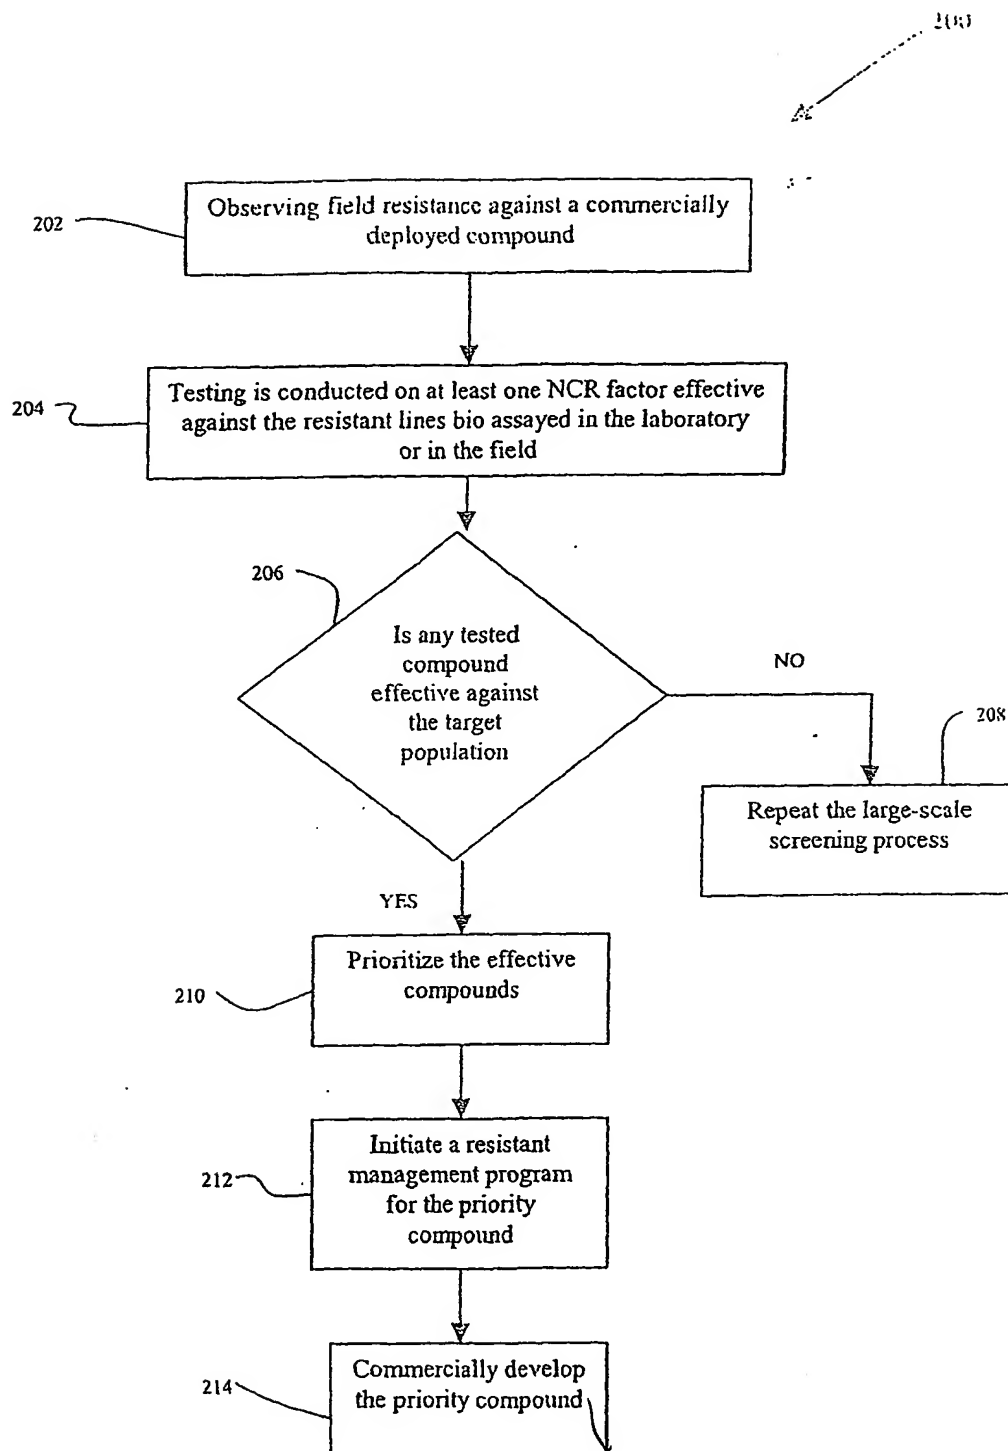 200
202
Observing field resistance against a commercially
deployed compound
204
Testing is conducted on at least one NCR factor effective
against the resistant lines bio assayed in the laboratory
or in the field
206
Is any tested
compound
effective against
the target
population
NO
208
Repeat the large-scale
screening process
YES
210
Prioritize the effective
compounds
212
Initiate a resistant
management program
for the priority
compound
214
Commercially develop
the priority compound